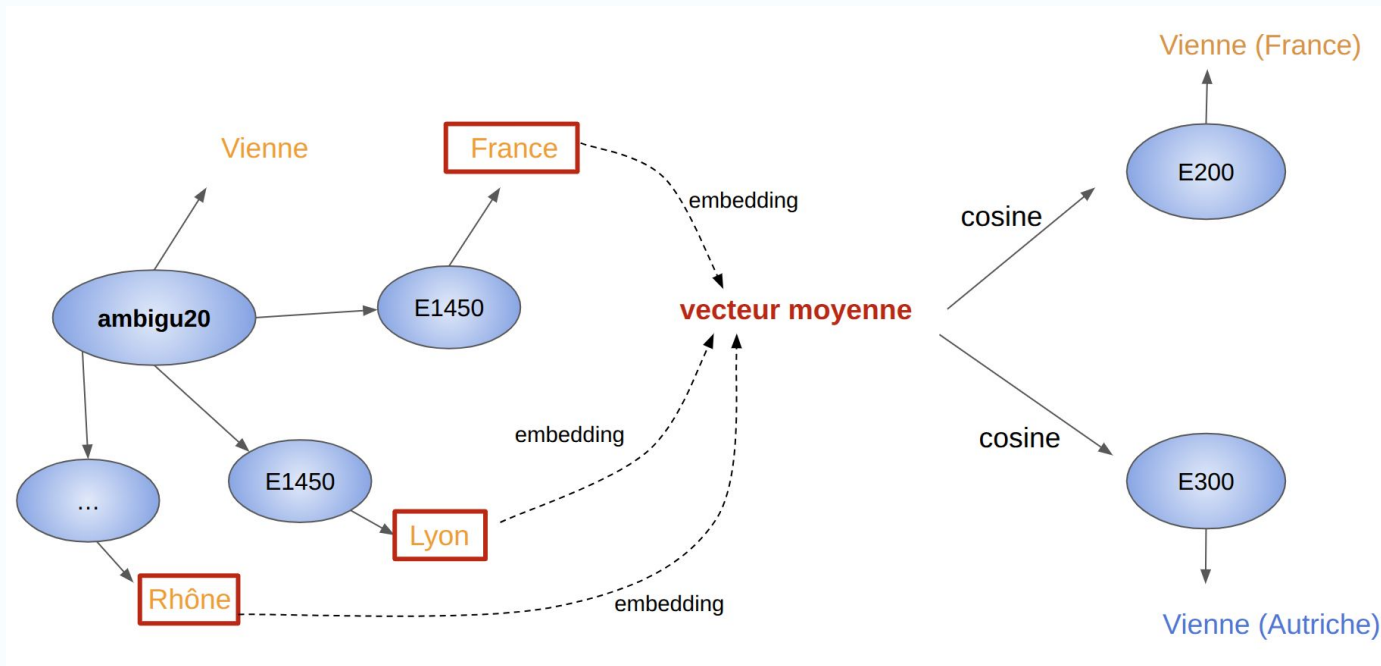 Vienne (France)
Vienne
France
E200
embedding
cosine
ambigu20
E1450
vecteur moyenne
embedding
cosine
E1450
E300
...
Lyon
Rhône
embedding
Vienne (Autriche)